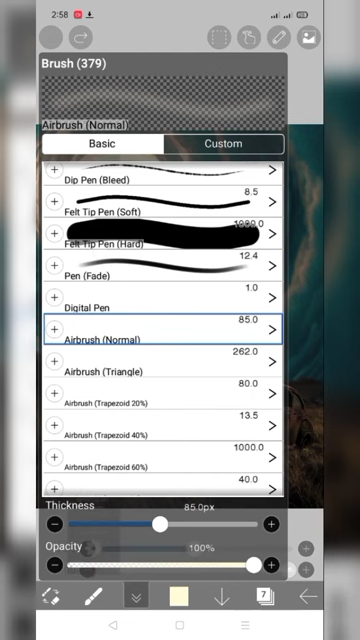 2:58
Brush (379)
Airbrush (Normal)
Basic
Custom
Dip Pen (Bleed)
8.5
Felt Tip Pen (Soft)
1000.0
Felt Tip Pen (Hard)
12.4
Pen (Fade)
1.0
Digital Pen
85.0
Airbrush (Normal)
262.0
Airbrush (Triangle)
80.0
Airbrush (Trapezoid 20%)
13.5
Airbrush (Trapezoid 40%)
1000.0
Airbrush (Trapezoid 60%)
40.0
Thickness
85.0px
Opacity
100%
7